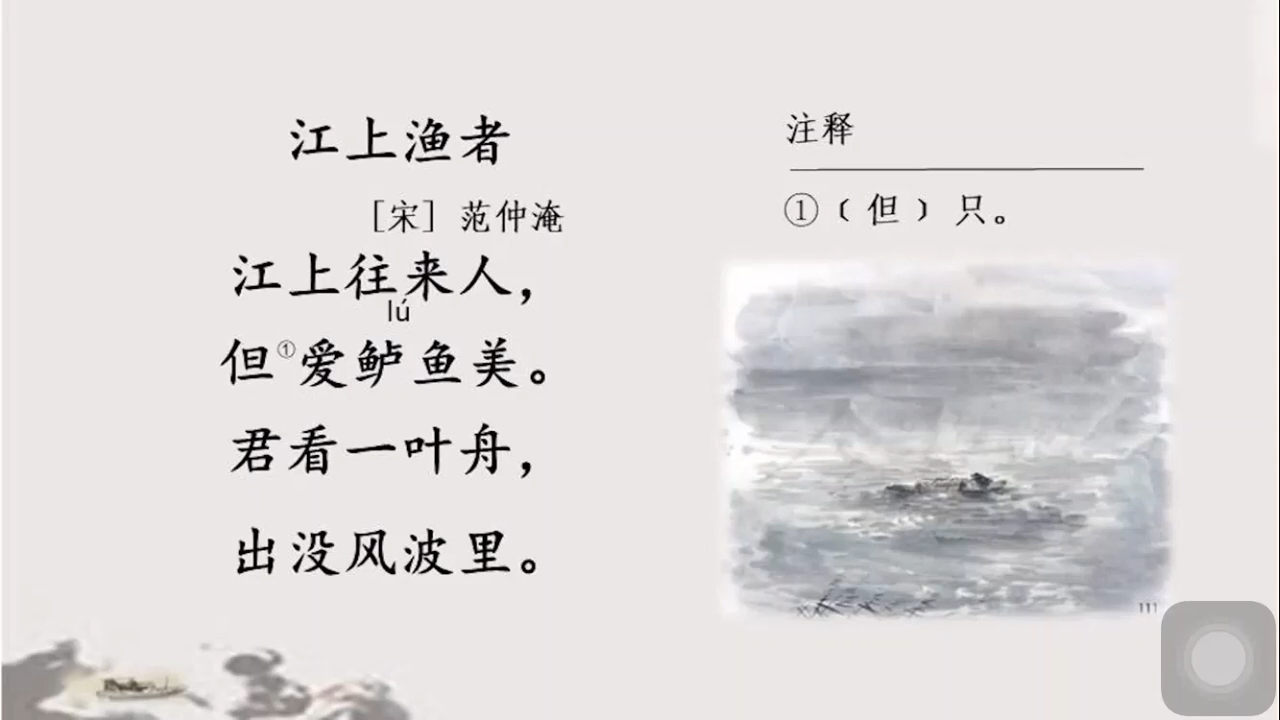 江上渔者
［宋］范仲淹
江上往来人，
lú
但①爱鲈鱼美。
君看一叶舟，
出没风波里。
注释
①﹝但﹞只。
111